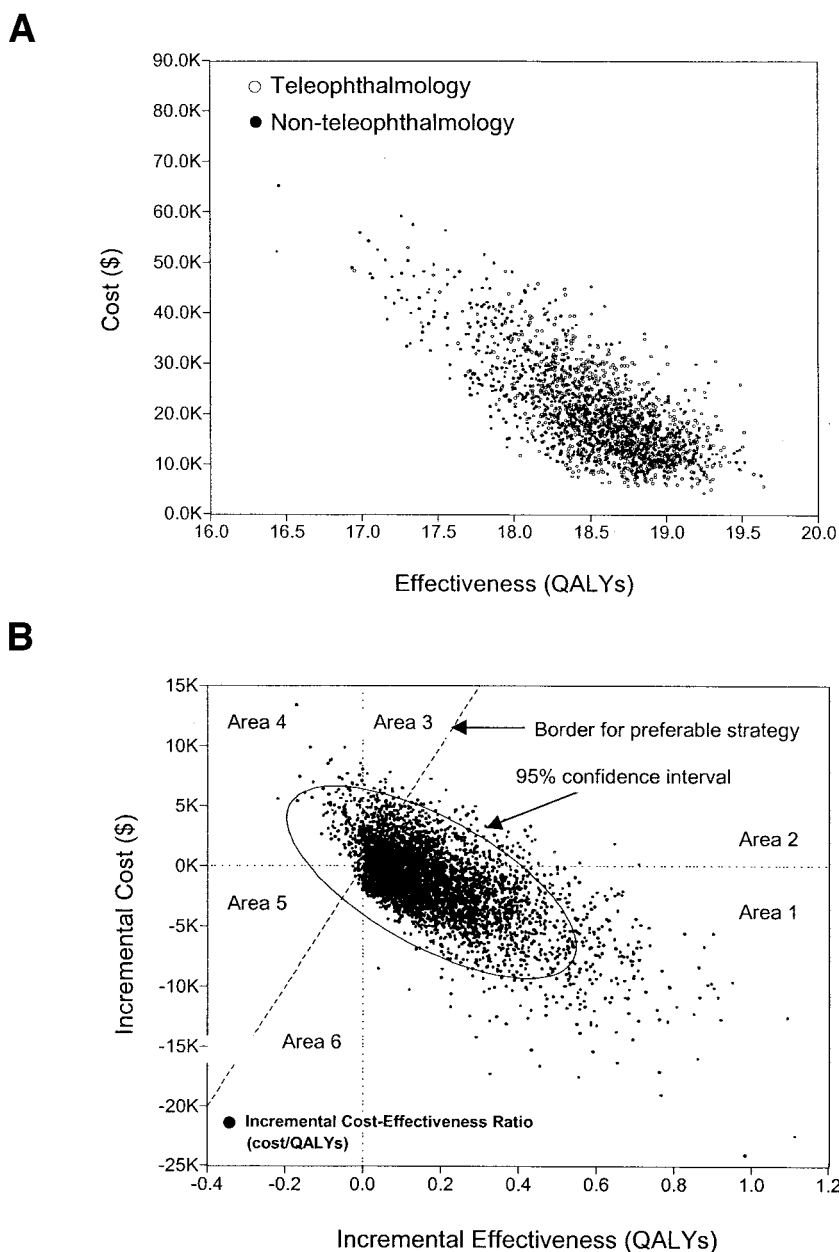 A
90.0K
80.0K
70.0K
60.0K
50.0K
40.0K
30.0K
20.0K
10.0K
0.0K
Cost ($)
Teleophthalmology
Non-teleophthalmology
16.0 16.5 17.0 17.5 18.0 18.5 19.0 19.5 20.0
Effectiveness (QALYs)
B
15K
10K
5K
0K
-5K
-10K
-15K
-20K
-25K
Incremental Cost ($)
Area 4
Area 3
Border for preferable strategy
95% confidence interval
Area 2
Area 5
Area 1
Area 6
Incremental Cost-Effectiveness Ratio
(cost/QALYs)
-0.4 -0.2 0.0 0.2 0.4 0.6 0.8 1.0 1.2
Incremental Effectiveness (QALYs)